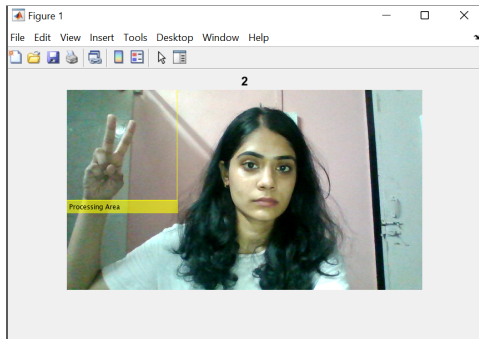 Figure 1
File Edit View Insert Tools Desktop Window Help
2
Processing Area